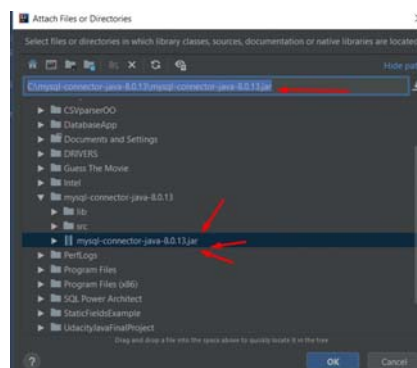 Attach Files or Directories
Select files or directories in which library classes, sources, documentation or native libraries are located
Hide pat
C:\mysql-connector-java-8.0.13\mysql-connector-java-8.0.13.jar
CSVparserOO
DatabaseApp
Documents and Settings
DRIVERS
Guess The Movie
Intel
mysql-connector-java-8.0.13
lib
src
mysql-connector-java-8.0.13.jar
PerfLogs
Program Files
Program Files (x86)
SQL Power Architect
StaticFieldsExample
UdacityJavaFinalProject
Drag and drop a file into the space above to quickly locate it in the tree
?
OK
Cancel